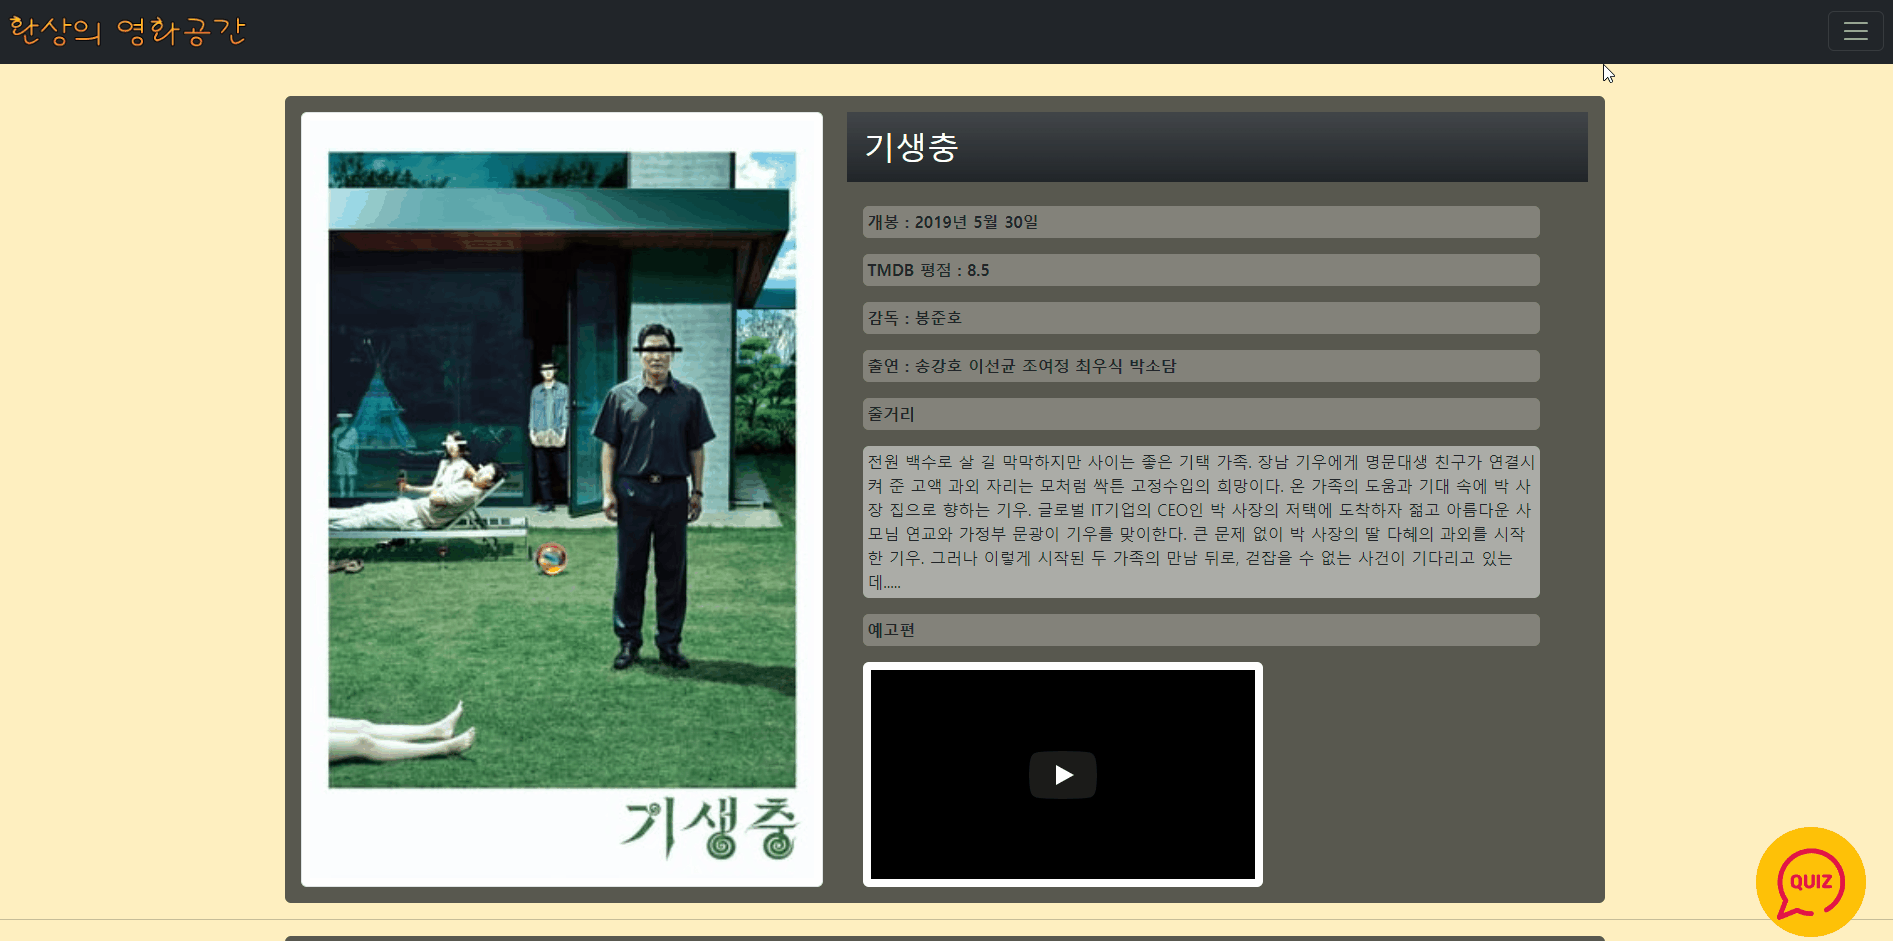 환상의 영화공간
기생충
개봉 : 2019년 5월 30일
TMDB 평점 : 8.5
감독 : 봉준호
출연 : 송강호 이선균 조여정 최우식 박소담
줄거리
전원 백수로 살 길 막막하지만 사이는 좋은 기택 가족. 장남 기우에게 명문대생 친구가 연결시
켜 준 고액 과외 자리는 모처럼 싹튼 고정수입의 희망이다. 온 가족의 도움과 기대 속에 박 사
장 집으로 향하는 기우. 글로벌 IT기업의 CEO인 박 사장의 저택에 도착하자 젊고 아름다운 사
모님 연교와 가정부 문광이 기우를 맞이한다. 큰 문제 없이 박 사장의 딸 다혜의 과외를 시작
한 기우. 그러나 이렇게 시작된 두 가족의 만남 뒤로, 걷잡을 수 없는 사건이 기다리고 있는
데.....
예고편
기생충
QUIZ